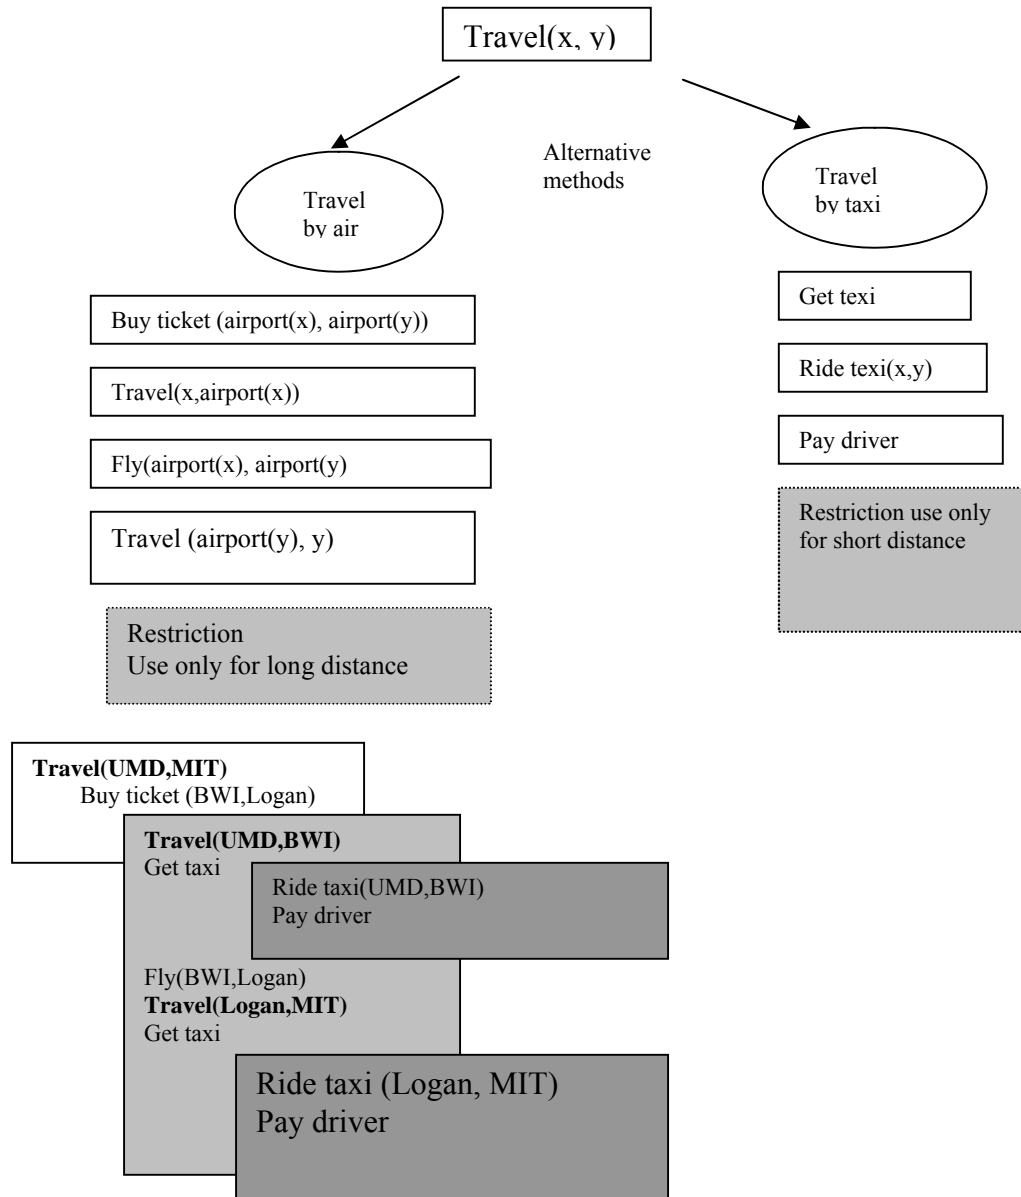 Travel(x, y)
Alternative
methods
Travel
by air
Travel
by taxi
Buy ticket (airport(x), airport(y))
Travel(x,airport(x))
Fly(airport(x), airport(y)
Travel (airport(y), y)
Restriction
Use only for long distance
Get texi
Ride texi(x,y)
Pay driver
Restriction use only
for short distance
Travel(UMD,MIT)
Buy ticket (BWI,Logan)
Travel(UMD,BWI)
Get taxi
Ride taxi(UMD,BWI)
Pay driver
Fly(BWI,Logan)
Travel(Logan,MIT)
Get taxi
Ride taxi (Logan, MIT)
Pay driver